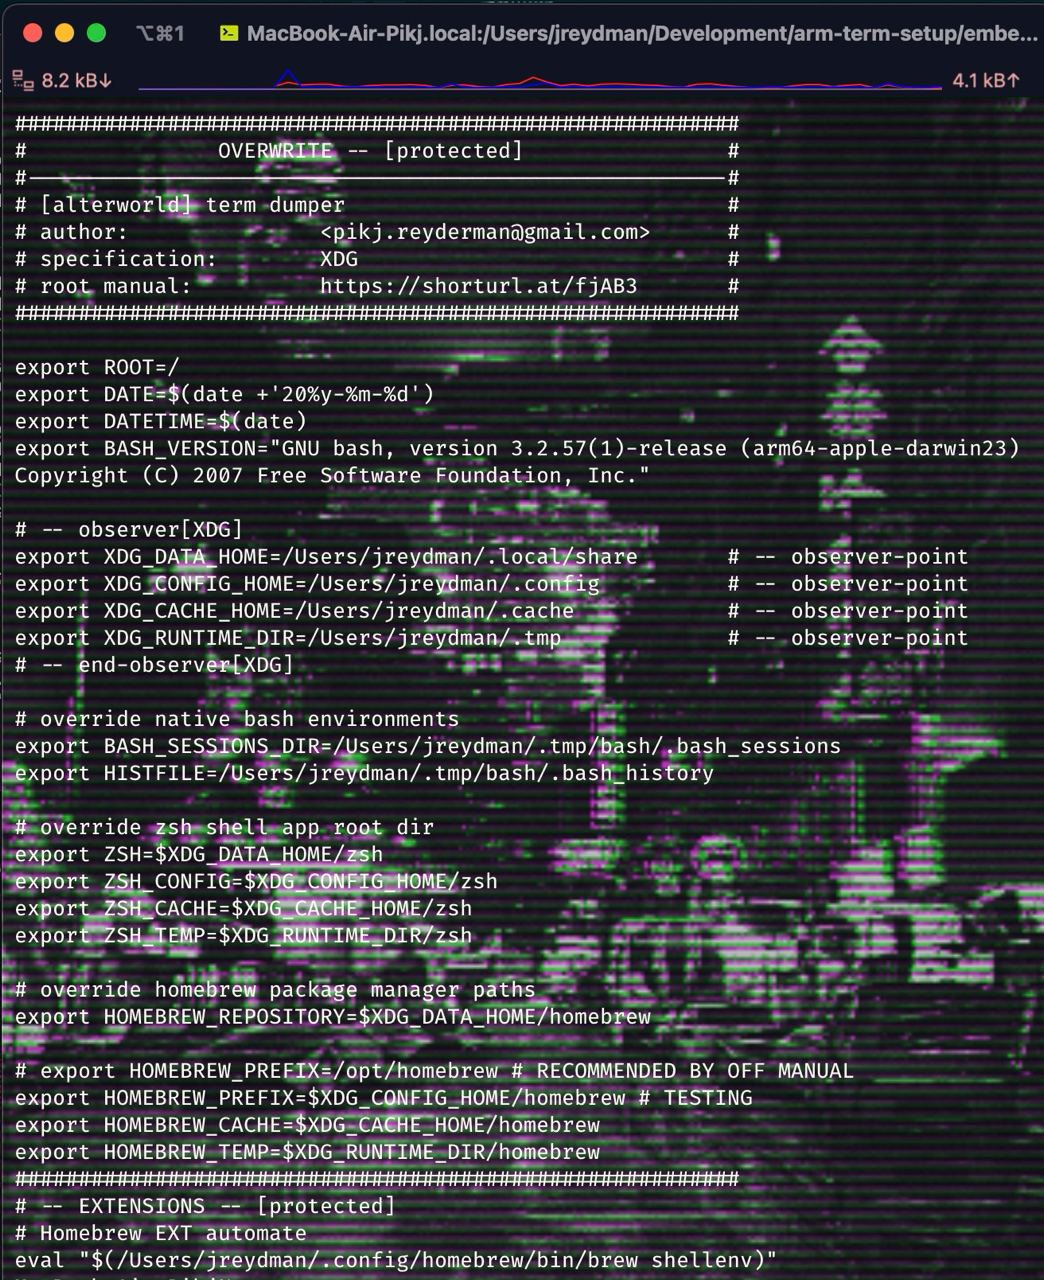 ⌥⌘1 MacBook-Air-Pikj.local:/Users/jreydman/Development/arm-term-setup/embe...
8.2 kB↓ 4.1 kB↑
#########################################################
# OVERWRITE -- [protected] #
#───────────────────────────────────────────────────────#
# [alterworld] term dumper #
# author: <pikj.reyderman@gmail.com> #
# specification: XDG #
# root manual: https://shorturl.at/fjAB3 #
#########################################################
export ROOT=/
export DATE=$(date +'20%y-%m-%d')
export DATETIME=$(date)
export BASH_VERSION="GNU bash, version 3.2.57(1)-release (arm64-apple-darwin23)
Copyright (C) 2007 Free Software Foundation, Inc."
# -- observer[XDG]
export XDG_DATA_HOME=/Users/jreydman/.local/share # -- observer-point
export XDG_CONFIG_HOME=/Users/jreydman/.config # -- observer-point
export XDG_CACHE_HOME=/Users/jreydman/.cache # -- observer-point
export XDG_RUNTIME_DIR=/Users/jreydman/.tmp # -- observer-point
# -- end-observer[XDG]
# override native bash environments
export BASH_SESSIONS_DIR=/Users/jreydman/.tmp/bash/.bash_sessions
export HISTFILE=/Users/jreydman/.tmp/bash/.bash_history
# override zsh shell app root dir
export ZSH=$XDG_DATA_HOME/zsh
export ZSH_CONFIG=$XDG_CONFIG_HOME/zsh
export ZSH_CACHE=$XDG_CACHE_HOME/zsh
export ZSH_TEMP=$XDG_RUNTIME_DIR/zsh
# override homebrew package manager paths
export HOMEBREW_REPOSITORY=$XDG_DATA_HOME/homebrew
# export HOMEBREW_PREFIX=/opt/homebrew # RECOMMENDED BY OFF MANUAL
export HOMEBREW_PREFIX=$XDG_CONFIG_HOME/homebrew # TESTING
export HOMEBREW_CACHE=$XDG_CACHE_HOME/homebrew
export HOMEBREW_TEMP=$XDG_RUNTIME_DIR/homebrew
#########################################################
# -- EXTENSIONS -- [protected]
# Homebrew EXT automate
eval "$(/Users/jreydman/.config/homebrew/bin/brew shellenv)"